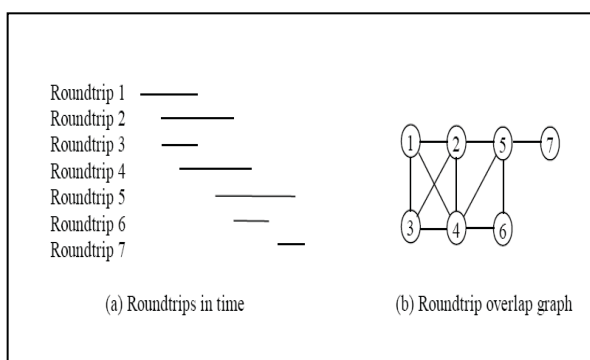 Roundtrip 1
Roundtrip 2
Roundtrip 3
Roundtrip 4
Roundtrip 5
Roundtrip 6
Roundtrip 7
(a) Roundtrips in time
1 2 5 7
3 4 6
(b) Roundtrip overlap graph